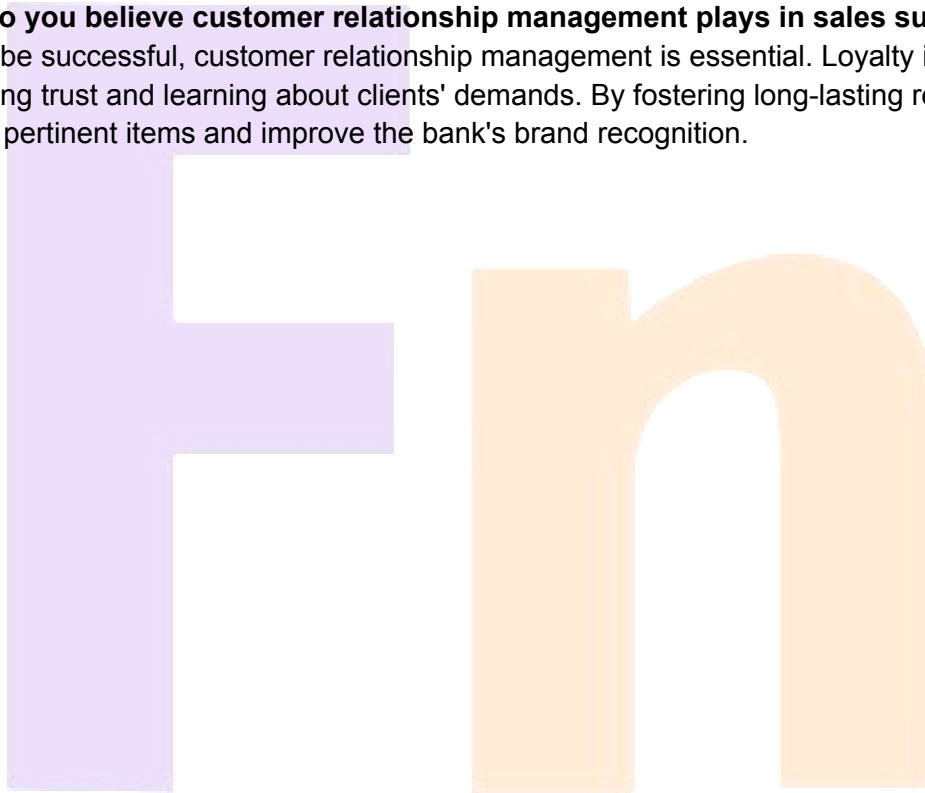 o you believe customer relationship management plays in sales su
be successful, customer relationship management is essential. Loyalty i
ng trust and learning about clients' demands. By fostering long-lasting r
pertinent items and improve the bank's brand recognition.
Fn